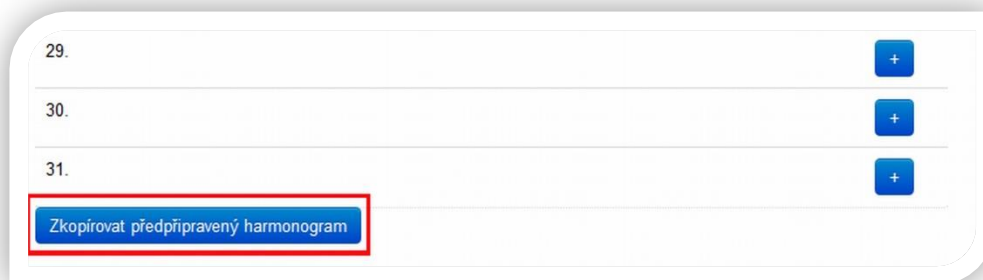 29. +
30. +
31. +
Zkopírovat předpřipravený harmonogram